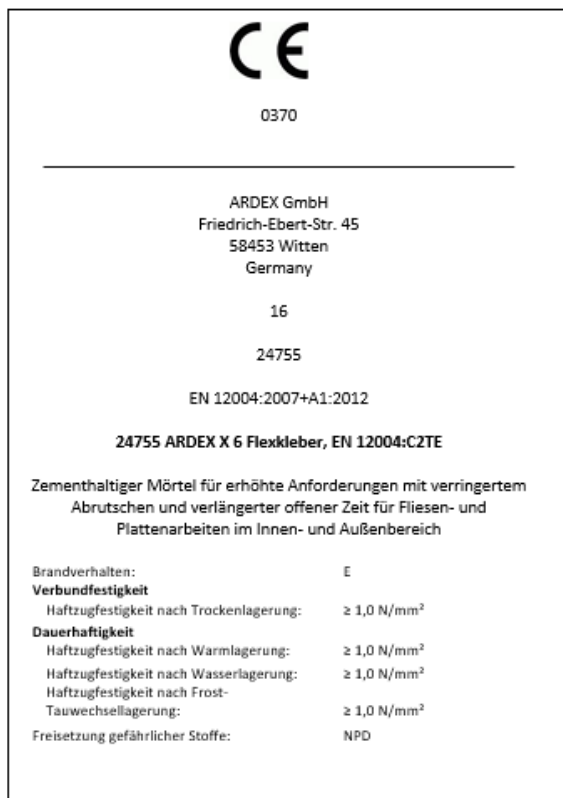 CE
0370
ARDEX GmbH
Friedrich-Ebert-Str. 45
58453 Witten
Germany
16
24755
EN 12004:2007+A1:2012
24755 ARDEX X 6 Flexkleber, EN 12004:C2TE
Zementhaltiger Mörtel für erhöhte Anforderungen mit verringertem
Abrutschen und verlängerter offener Zeit für Fliesen- und
Plattenarbeiten im Innen- und Außenbereich
Brandverhalten: E
Verbundfestigkeit
Haftzugfestigkeit nach Trockenlagerung: ≥ 1,0 N/mm²
Dauerhaftigkeit
Haftzugfestigkeit nach Warmlagerung: ≥ 1,0 N/mm²
Haftzugfestigkeit nach Wasserlagerung: ≥ 1,0 N/mm²
Haftzugfestigkeit nach Frost-
Tauwechsellagerung: ≥ 1,0 N/mm²
Freisetzung gefährlicher Stoffe: NPD